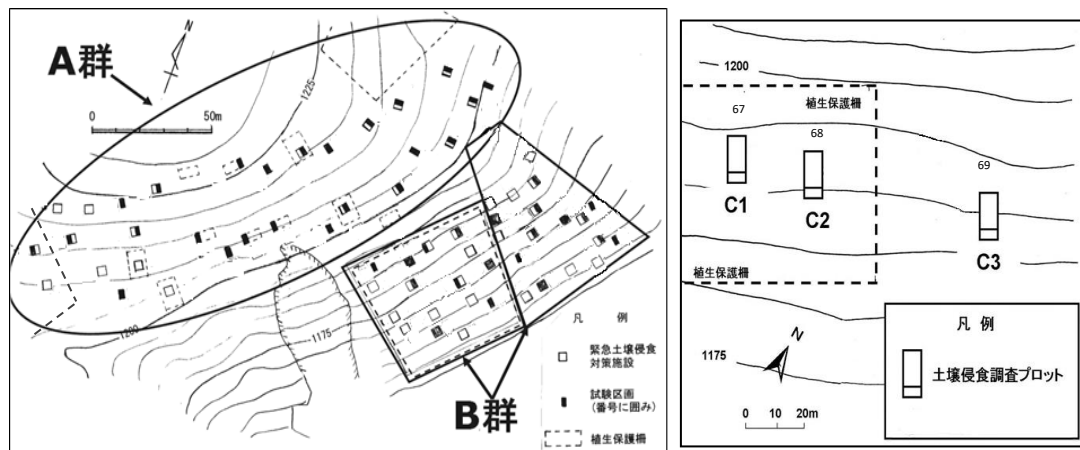 A群
N
0
50m
1225
1200
1175
B群
凡 例
緊急土壌侵食
対策施設
試験区画
(番号に囲み)
植生保護柵
1200
植生保護柵
67
68
69
C1
C2
C3
植生保護柵
N
1175
0 10 20m
凡 例
土壌侵食調査プロット